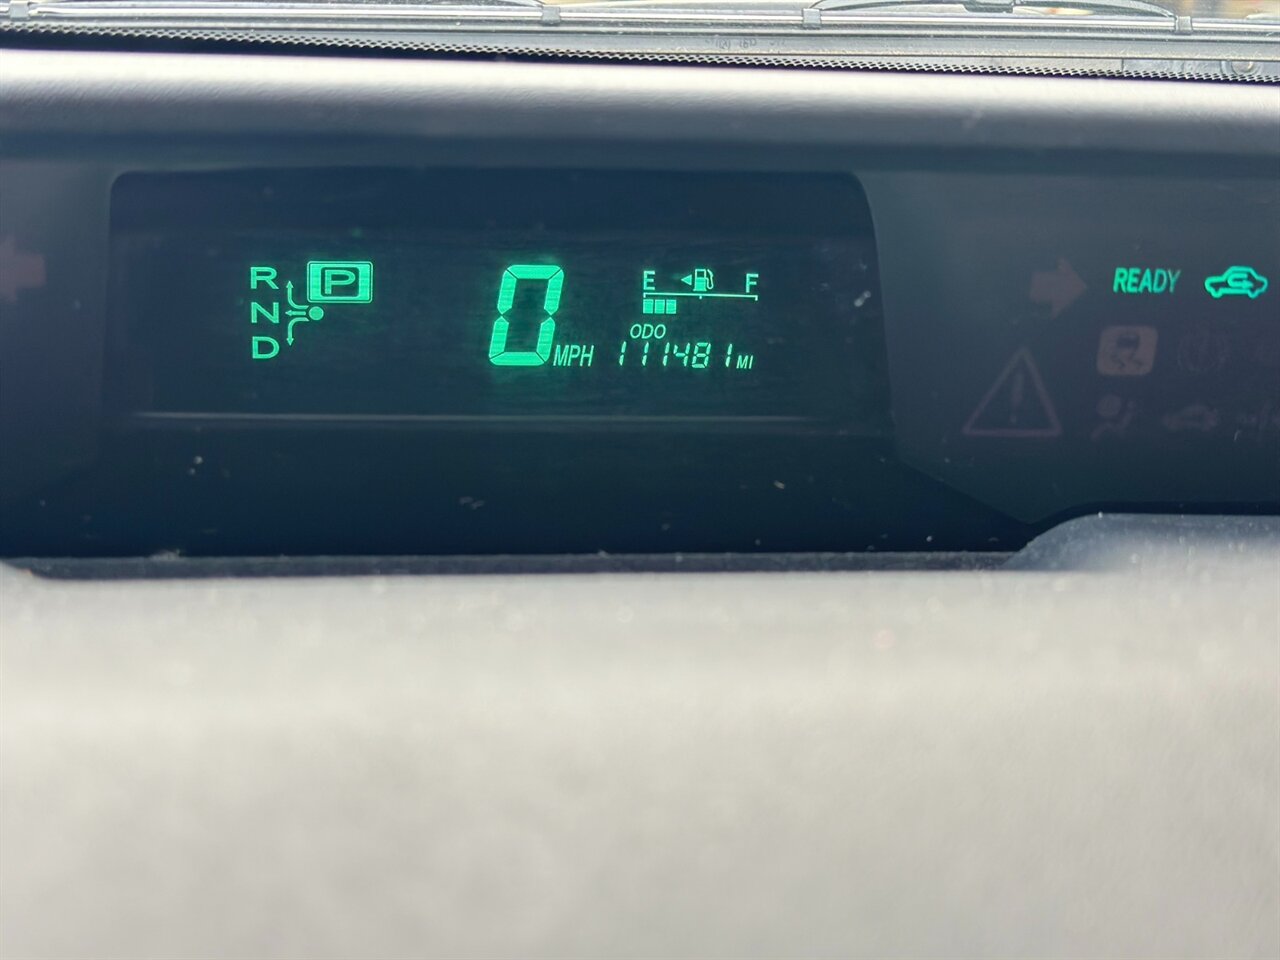 R P
N
D
0 MPH
E F
ODO
111481 MI
READY